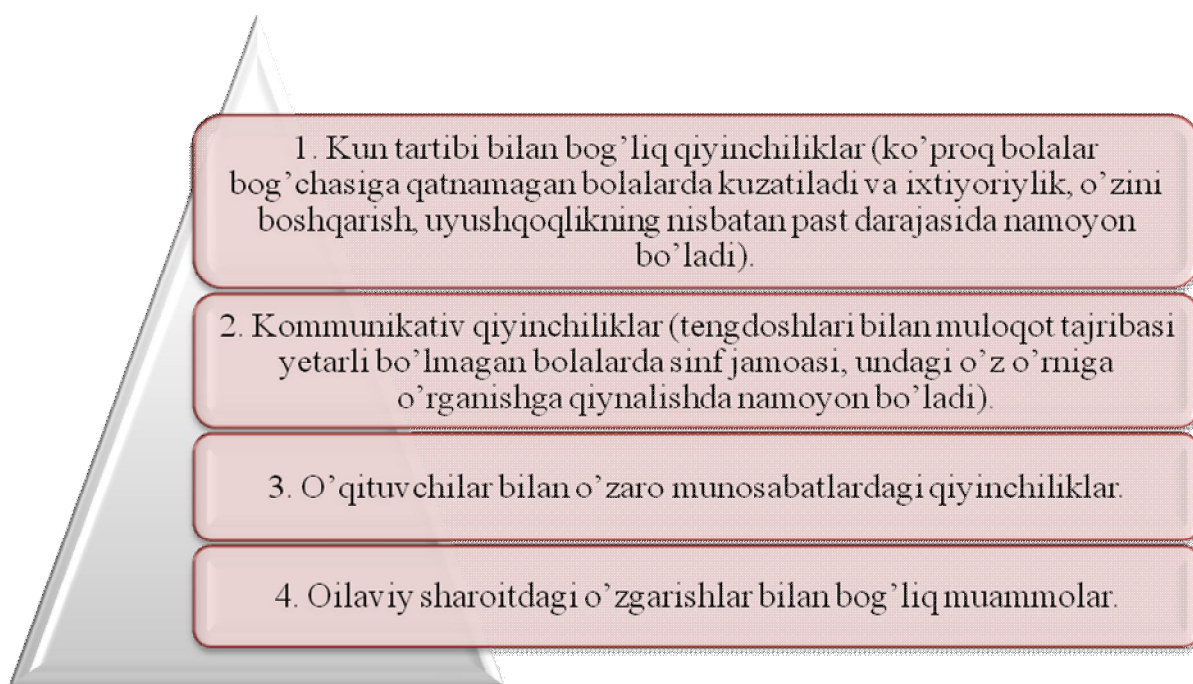 1. Kun tartibi bilan bog’liq qiyinchiliklar (ko’proq bolalar
bog’chasiga qatnamagan bolalarda kuzatiladi va ixtiyoriylik, o’zini
boshqarish, uyushqoqlikning nisbatan past darajasida namoyon
bo’ladi).
2. Kommunikativ qiyinchiliklar (tengdoshlari bilan muloqot tajribasi
yetarli bo’lmagan bolalarda sinf jamoasi, undagi o’z o’rniga
o’rganishga qiynalishda namoyon bo’ladi).
3. O’qituvchilar bilan o’zaro munosabatlardagi qiyinchiliklar.
4. Oilaviy sharoitdagi o’zgarishlar bilan bog’liq muammolar.